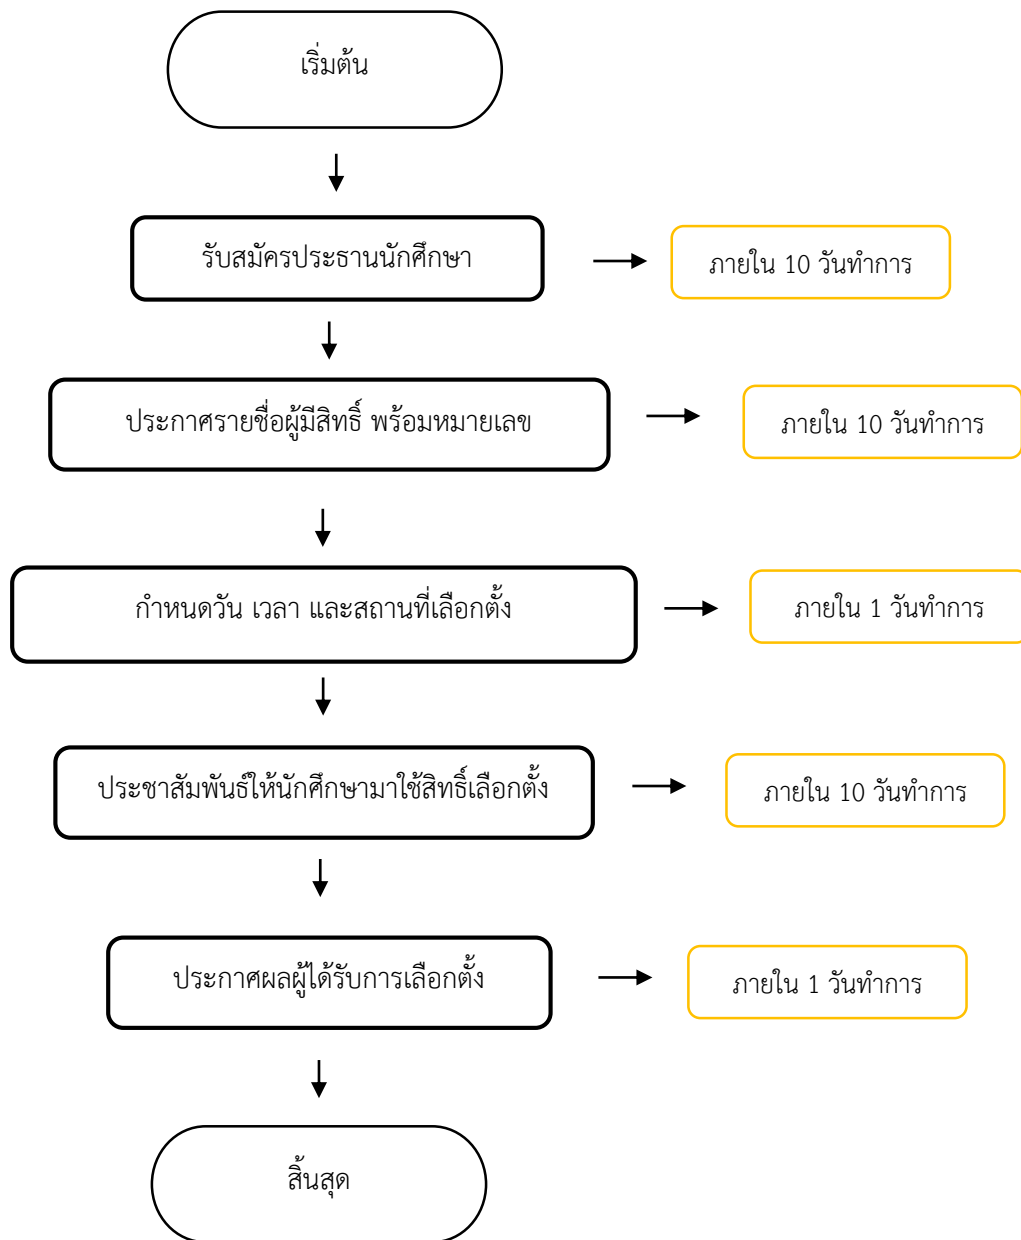 เริ่มต้น
รับสมัครประธานนักศึกษา
ภายใน 10 วันทำการ
ประกาศรายชื่อผู้มีสิทธิ์ พร้อมหมายเลข
ภายใน 10 วันทำการ
กำหนดวัน เวลา และสถานที่เลือกตั้ง
ภายใน 1 วันทำการ
ประชาสัมพันธ์ให้นักศึกษามาใช้สิทธิ์เลือกตั้ง
ภายใน 10 วันทำการ
ประกาศผลผู้ได้รับการเลือกตั้ง
ภายใน 1 วันทำการ
สิ้นสุด